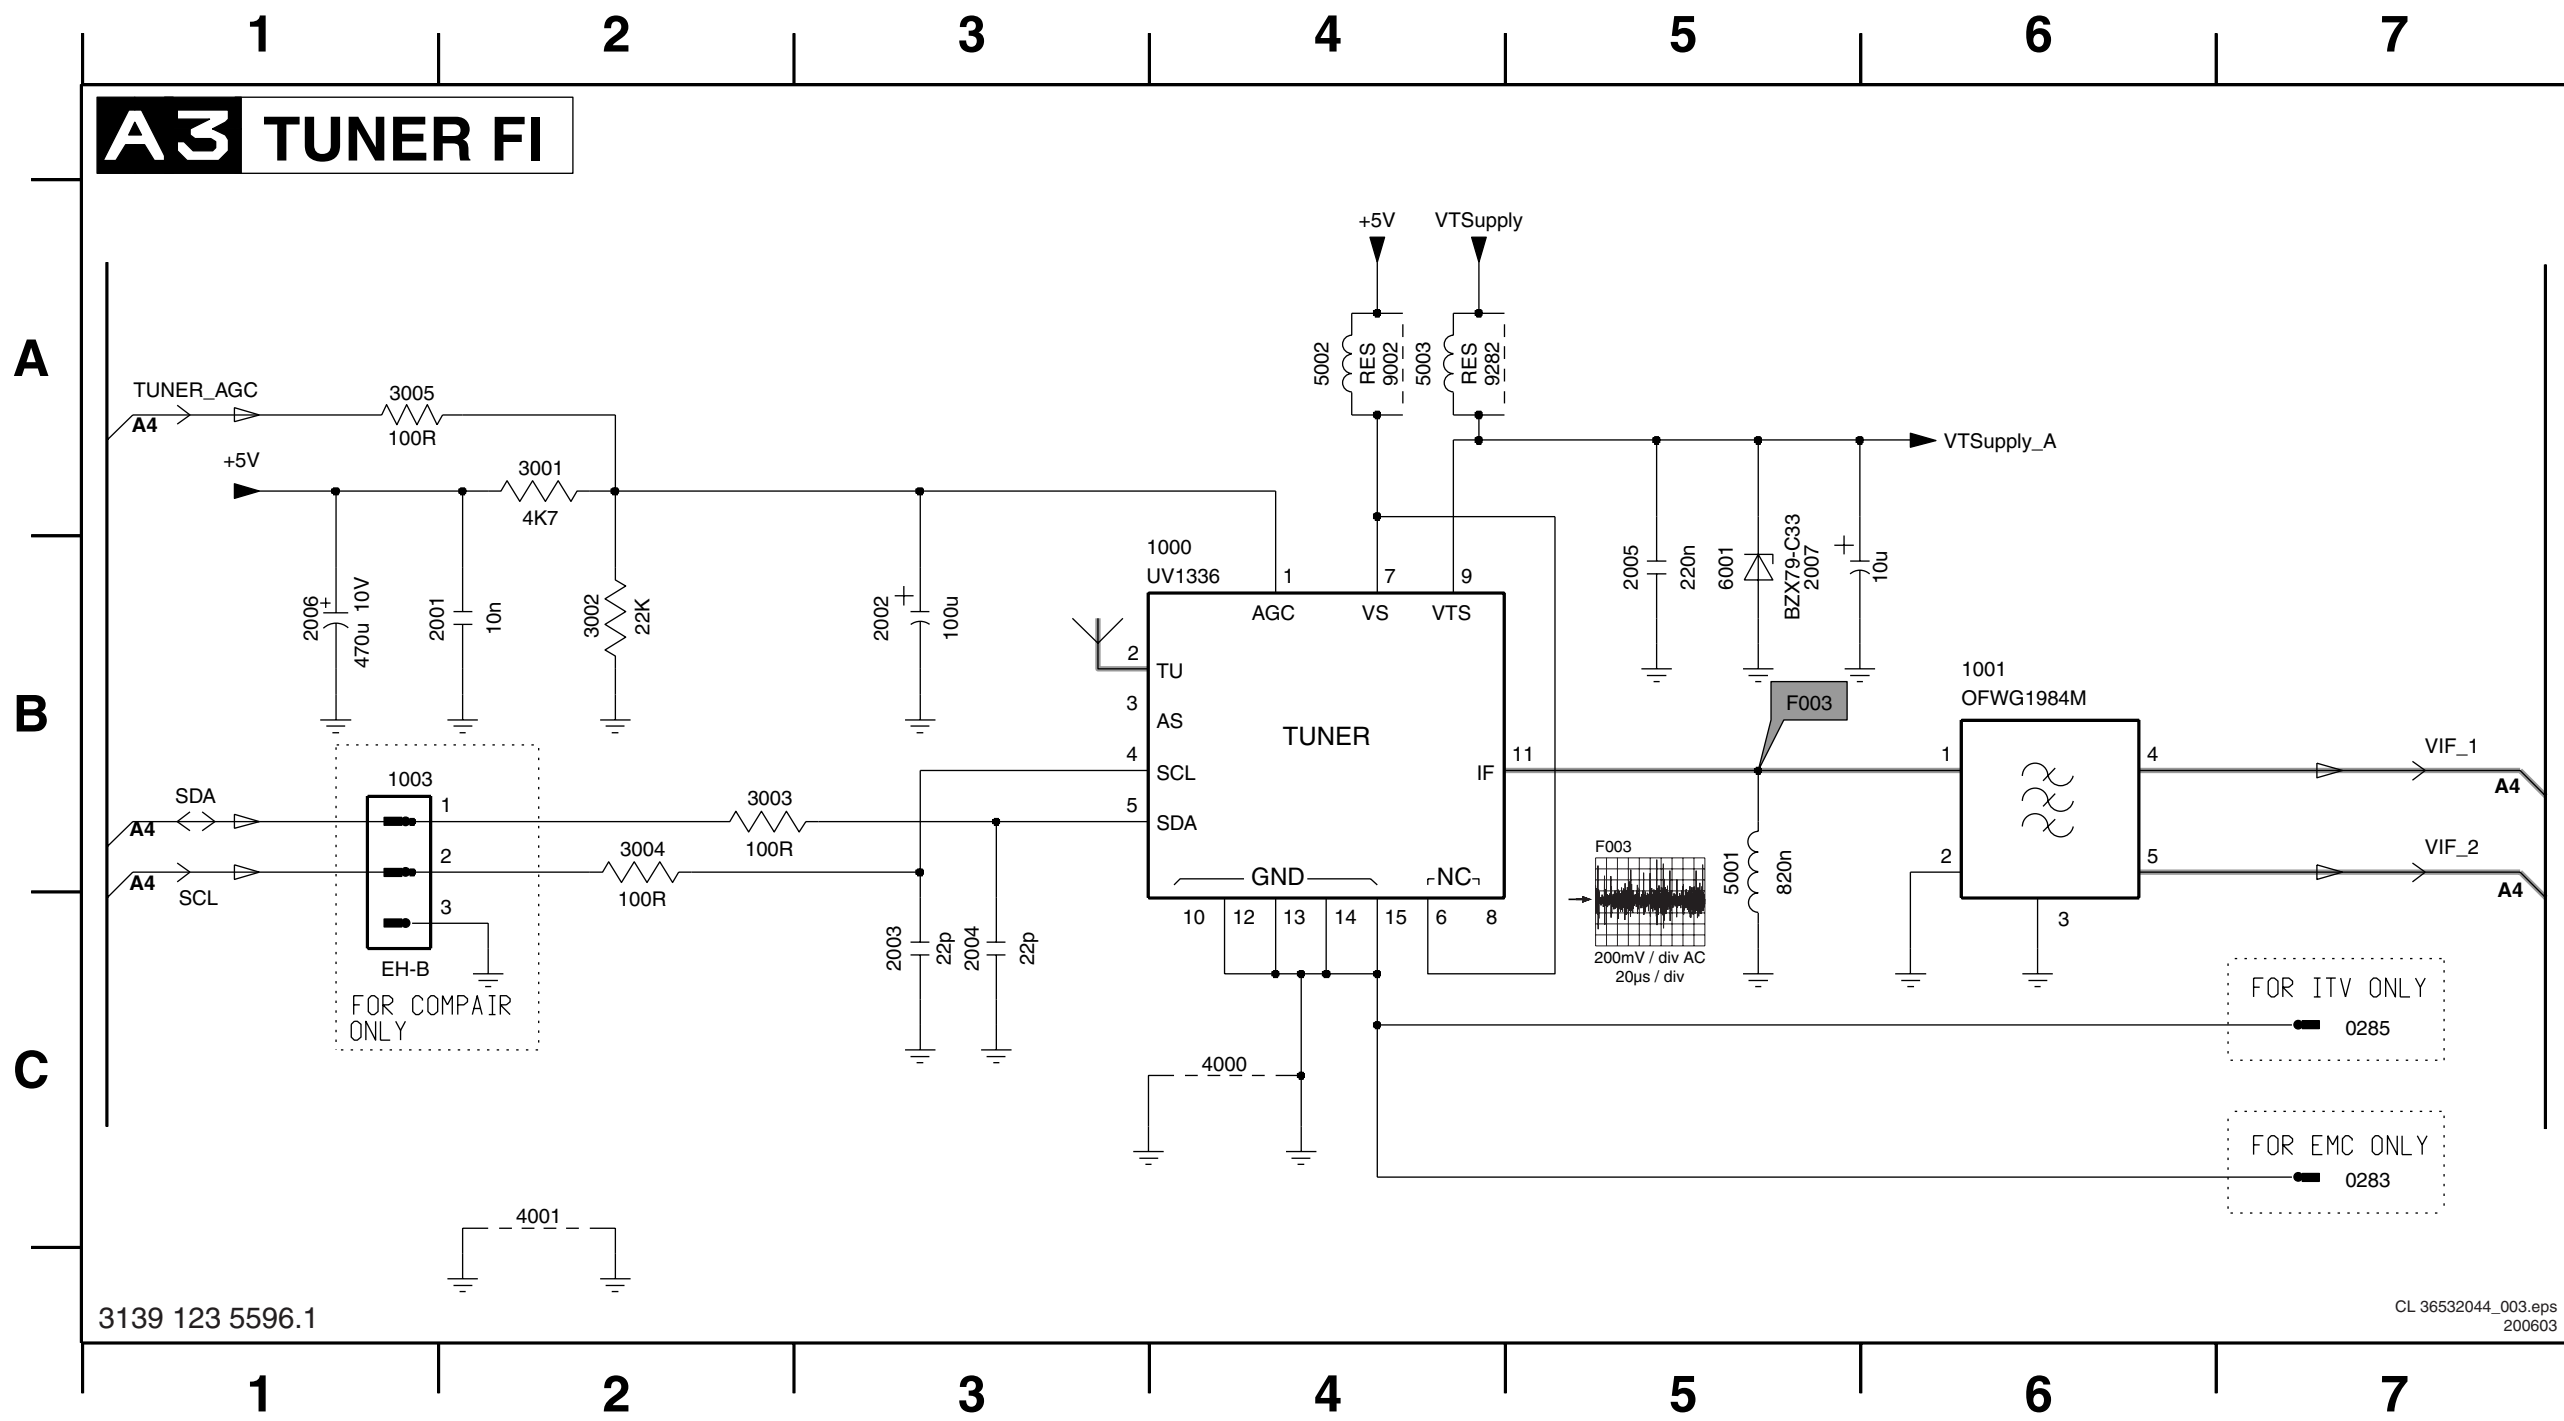 1 2 3 4 5 6 7
A3 TUNER FI
+5V VTSupply
A
5002 RES 9002 5003 RES 9282
TUNER_AGC
A4
3005
100R
+5V
3001
4K7
VTSupply_A
2006 + 470u 10V
2001 10n
3002 22K
2002 + 100u
1000
UV1336
1 7 9
AGC VS VTS
2005 220n
6001 BZX79-C33
2007 + 10u
2 TU
3 AS
4 SCL
5 SDA
TUNER
IF 11
GND
NC
10 12 13 14 15 6 8
B
F003
1001
OFWG1984M
1 4
2 5
3
VIF_1
A4
VIF_2
A4
SDA
A4
A4
SCL
1003
1
2
3
EH-B
FOR COMPAIR
ONLY
3003
100R
3004
100R
2003 22p
2004 22p
F003
200mV / div AC
20µs / div
5001 820n
FOR ITV ONLY
0285
C
4000
FOR EMC ONLY
0283
4001
3139 123 5596.1
CL 36532044_003.eps
200603
1 2 3 4 5 6 7